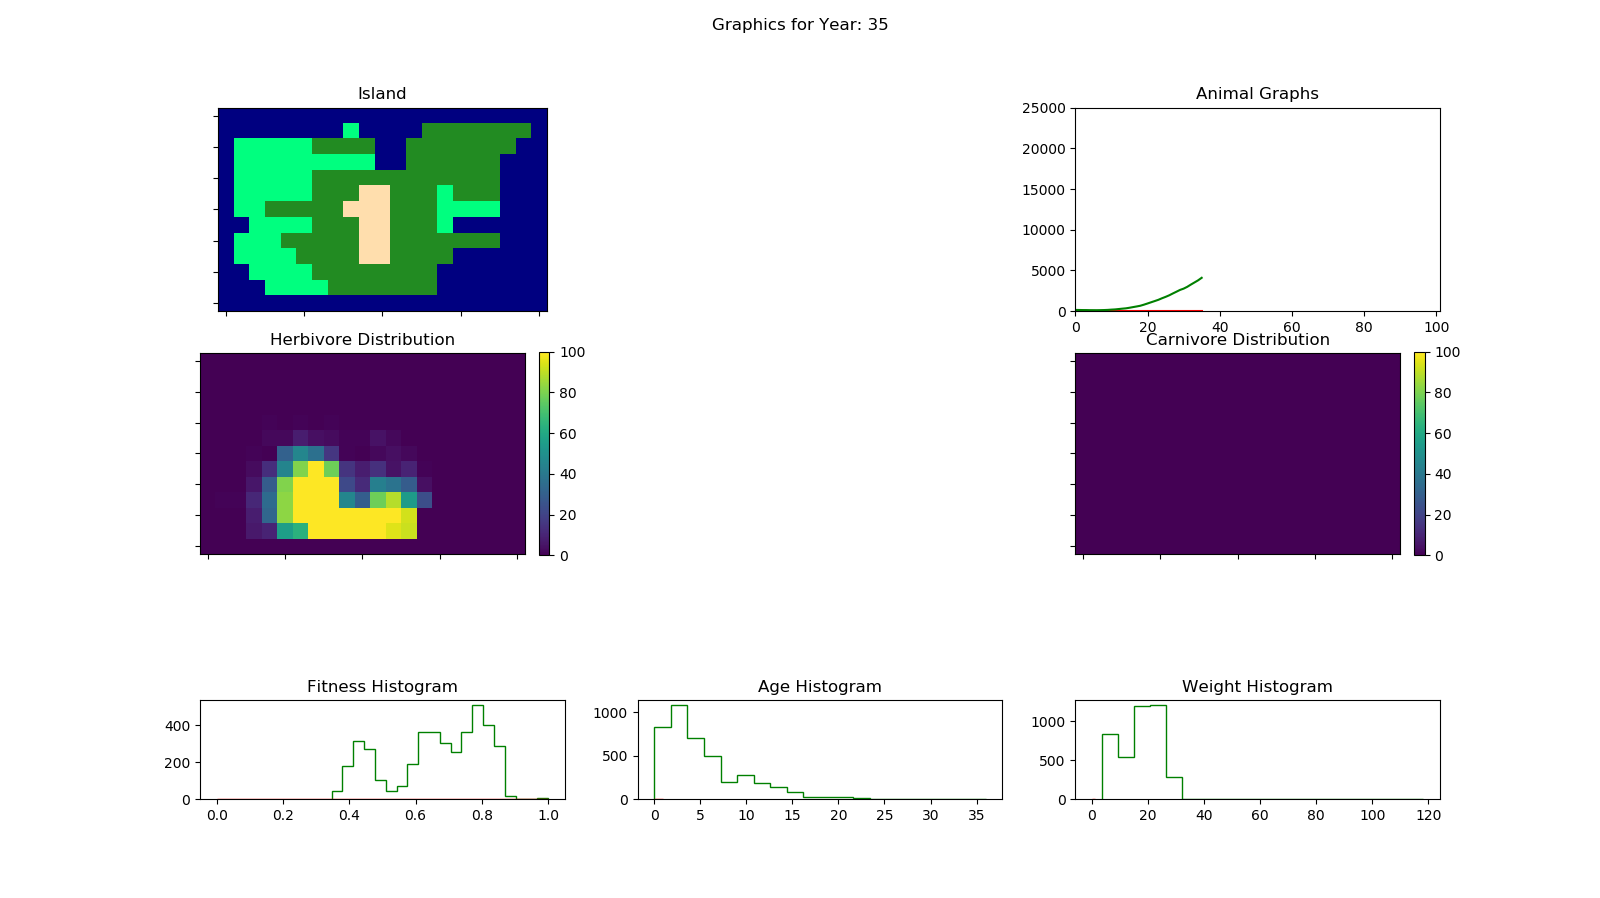 Graphics for Year: 35
Island
Animal Graphs
25000
20000
15000
10000
5000
0
0 20 40 60 80 100
Herbivore Distribution
100
80
60
40
20
0
Carnivore Distribution
100
80
60
40
20
0
Fitness Histogram
400
200
0
0.0 0.2 0.4 0.6 0.8 1.0
Age Histogram
1000
500
0
0 5 10 15 20 25 30 35
Weight Histogram
1000
500
0
0 20 40 60 80 100 120